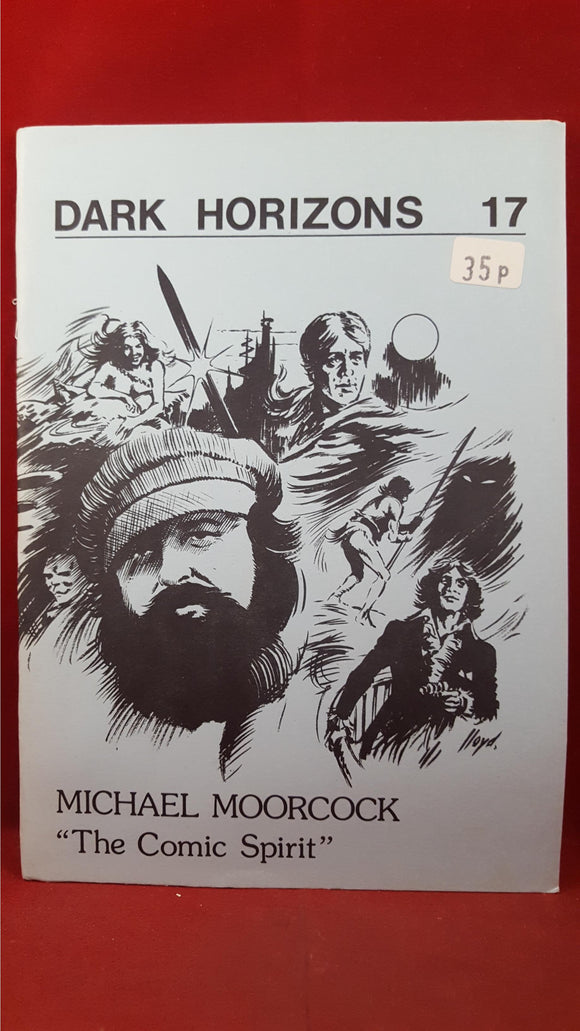 DARK HORIZONS 17
35p
lloyd.
MICHAEL MOORCOCK
“The Comic Spirit”